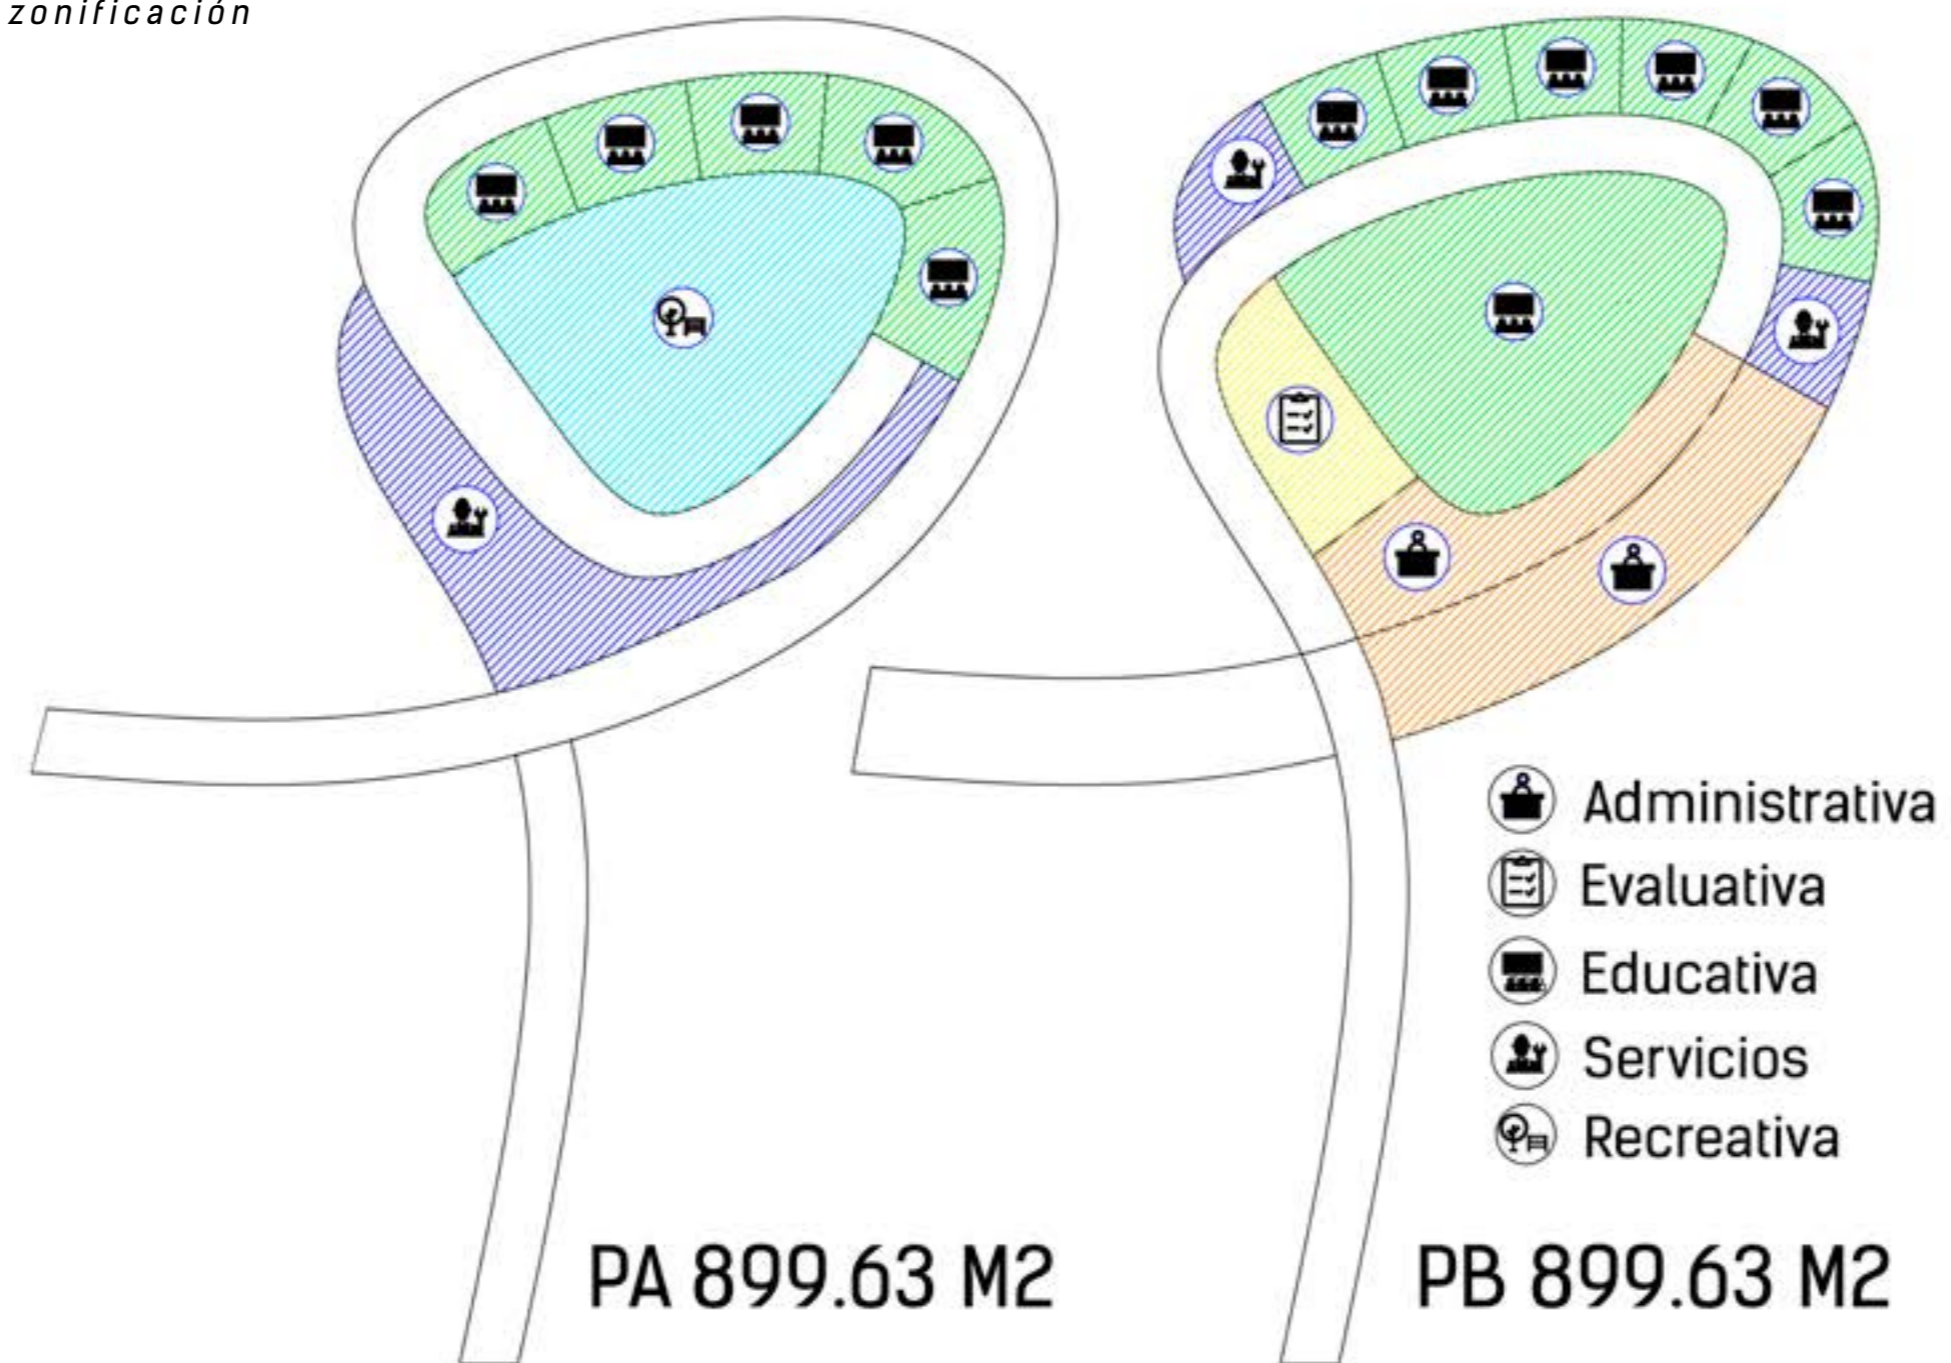 zonificación
Administrativa
Evaluativa
Educativa
Servicios
Recreativa
PA 899.63 M2
PB 899.63 M2